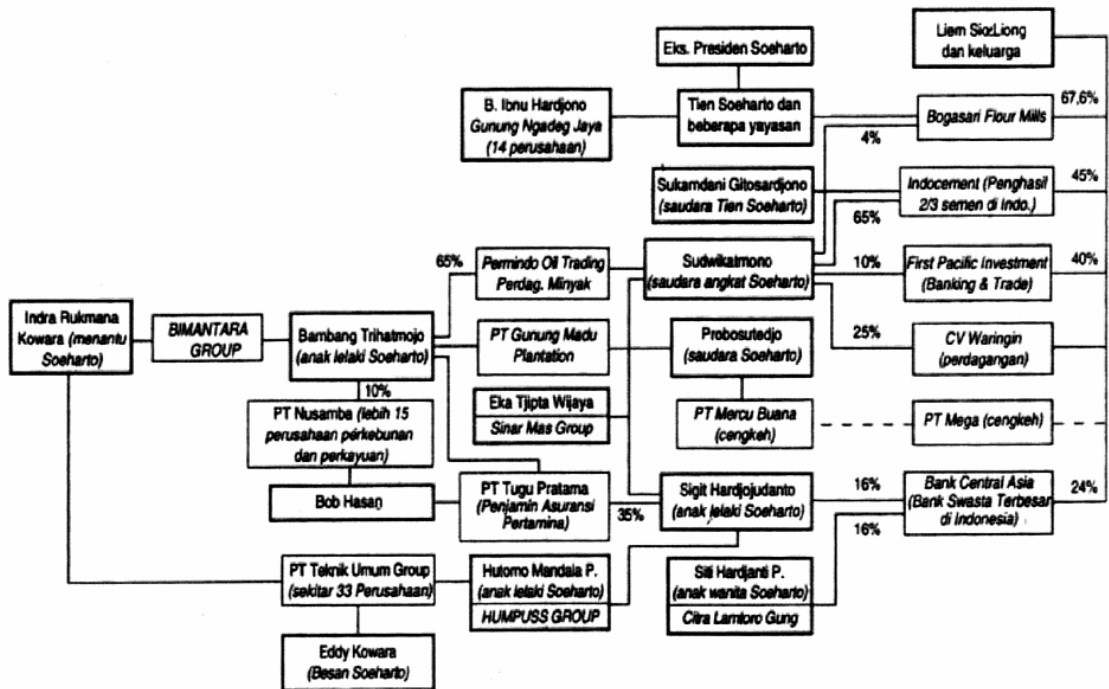 Eks. Presiden Soeharto
Liem Sioe Liong
dan keluarga
B. Ibnu Hardjono
Gunung Ngadeg Jaya
(14 perusahaan)
Tien Soeharto dan
beberapa yayasan
67,6%
Bogasari Flour Mills
4%
Sukamdani Gitosardjono
(saudara Tien Soeharto)
Indocement (Penghasil
2/3 semen di Indo.)
45%
65%
65%
Permindo Oil Trading
Perdag. Minyak
Sudwikatmono
(saudara angkat Soeharto)
10%
First Pacific Investment
(Banking & Trade)
40%
Indra Rukmana
Kowara (menantu
Soeharto)
BIMANTARA
GROUP
Bambang Trihatmojo
(anak lelaki Soeharto)
PT Gunung Madu
Plantation
Probosutedjo
(saudara Soeharto)
25%
CV Waringin
(perdagangan)
10%
PT Nusamba (lebih 15
perusahaan perkebunan
dan perkayuan)
Eka Tjipta Wijaya
Sinar Mas Group
PT Mercu Buana
(cengkeh)
PT Mega (cengkeh)
Bob Hasan
PT Tugu Pratama
(Penjamin Asuransi
Pertamina)
35%
Sigit Hardjojudanto
(anak lelaki Soeharto)
16%
16%
Bank Central Asia
(Bank Swasta Terbesar
di Indonesia)
24%
PT Teknik Umum Group
(sekitar 33 Perusahaan)
Hutomo Mandala P.
(anak lelaki Soeharto)
HUMPUSS GROUP
Siti Hardjanti P.
(anak wanita Soeharto)
Citra Lamtoro Gung
Eddy Kowara
(Besan Soeharto)